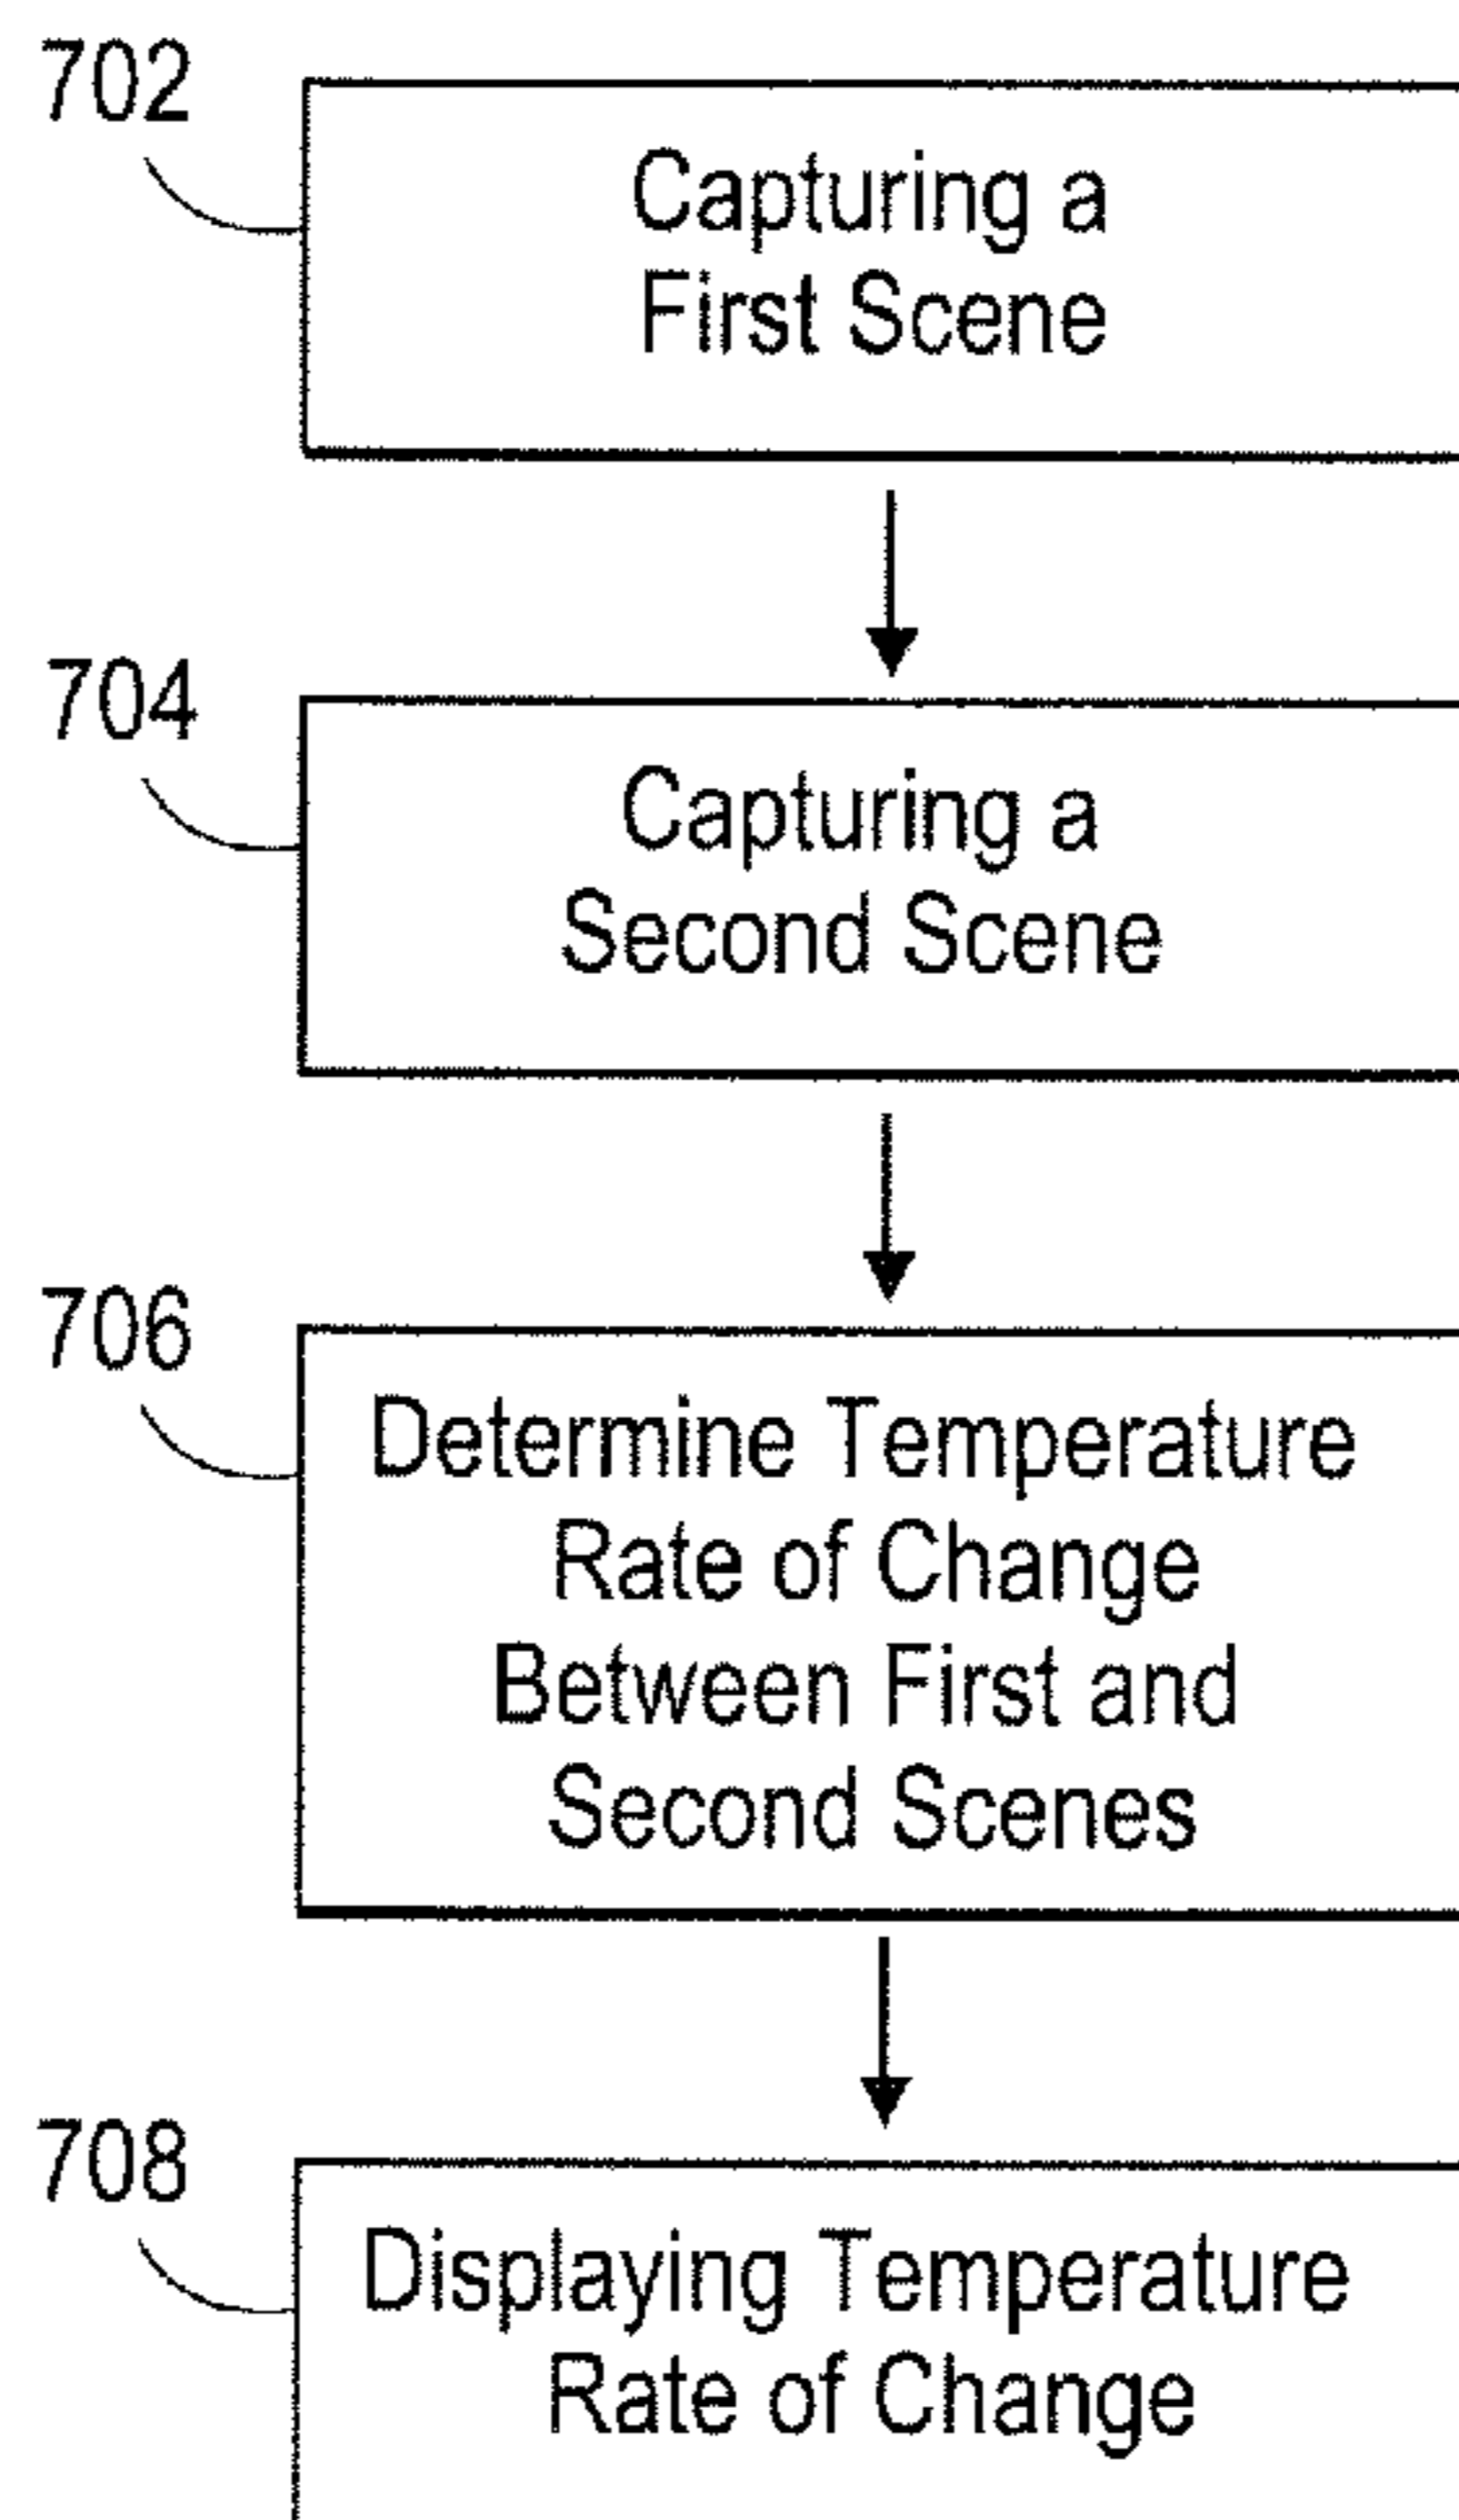 702
Capturing a
First Scene
704
Capturing a
Second Scene
706
Determine Temperature
Rate of Change
Between First and
Second Scenes
708
Displaying Temperature
Rate of Change